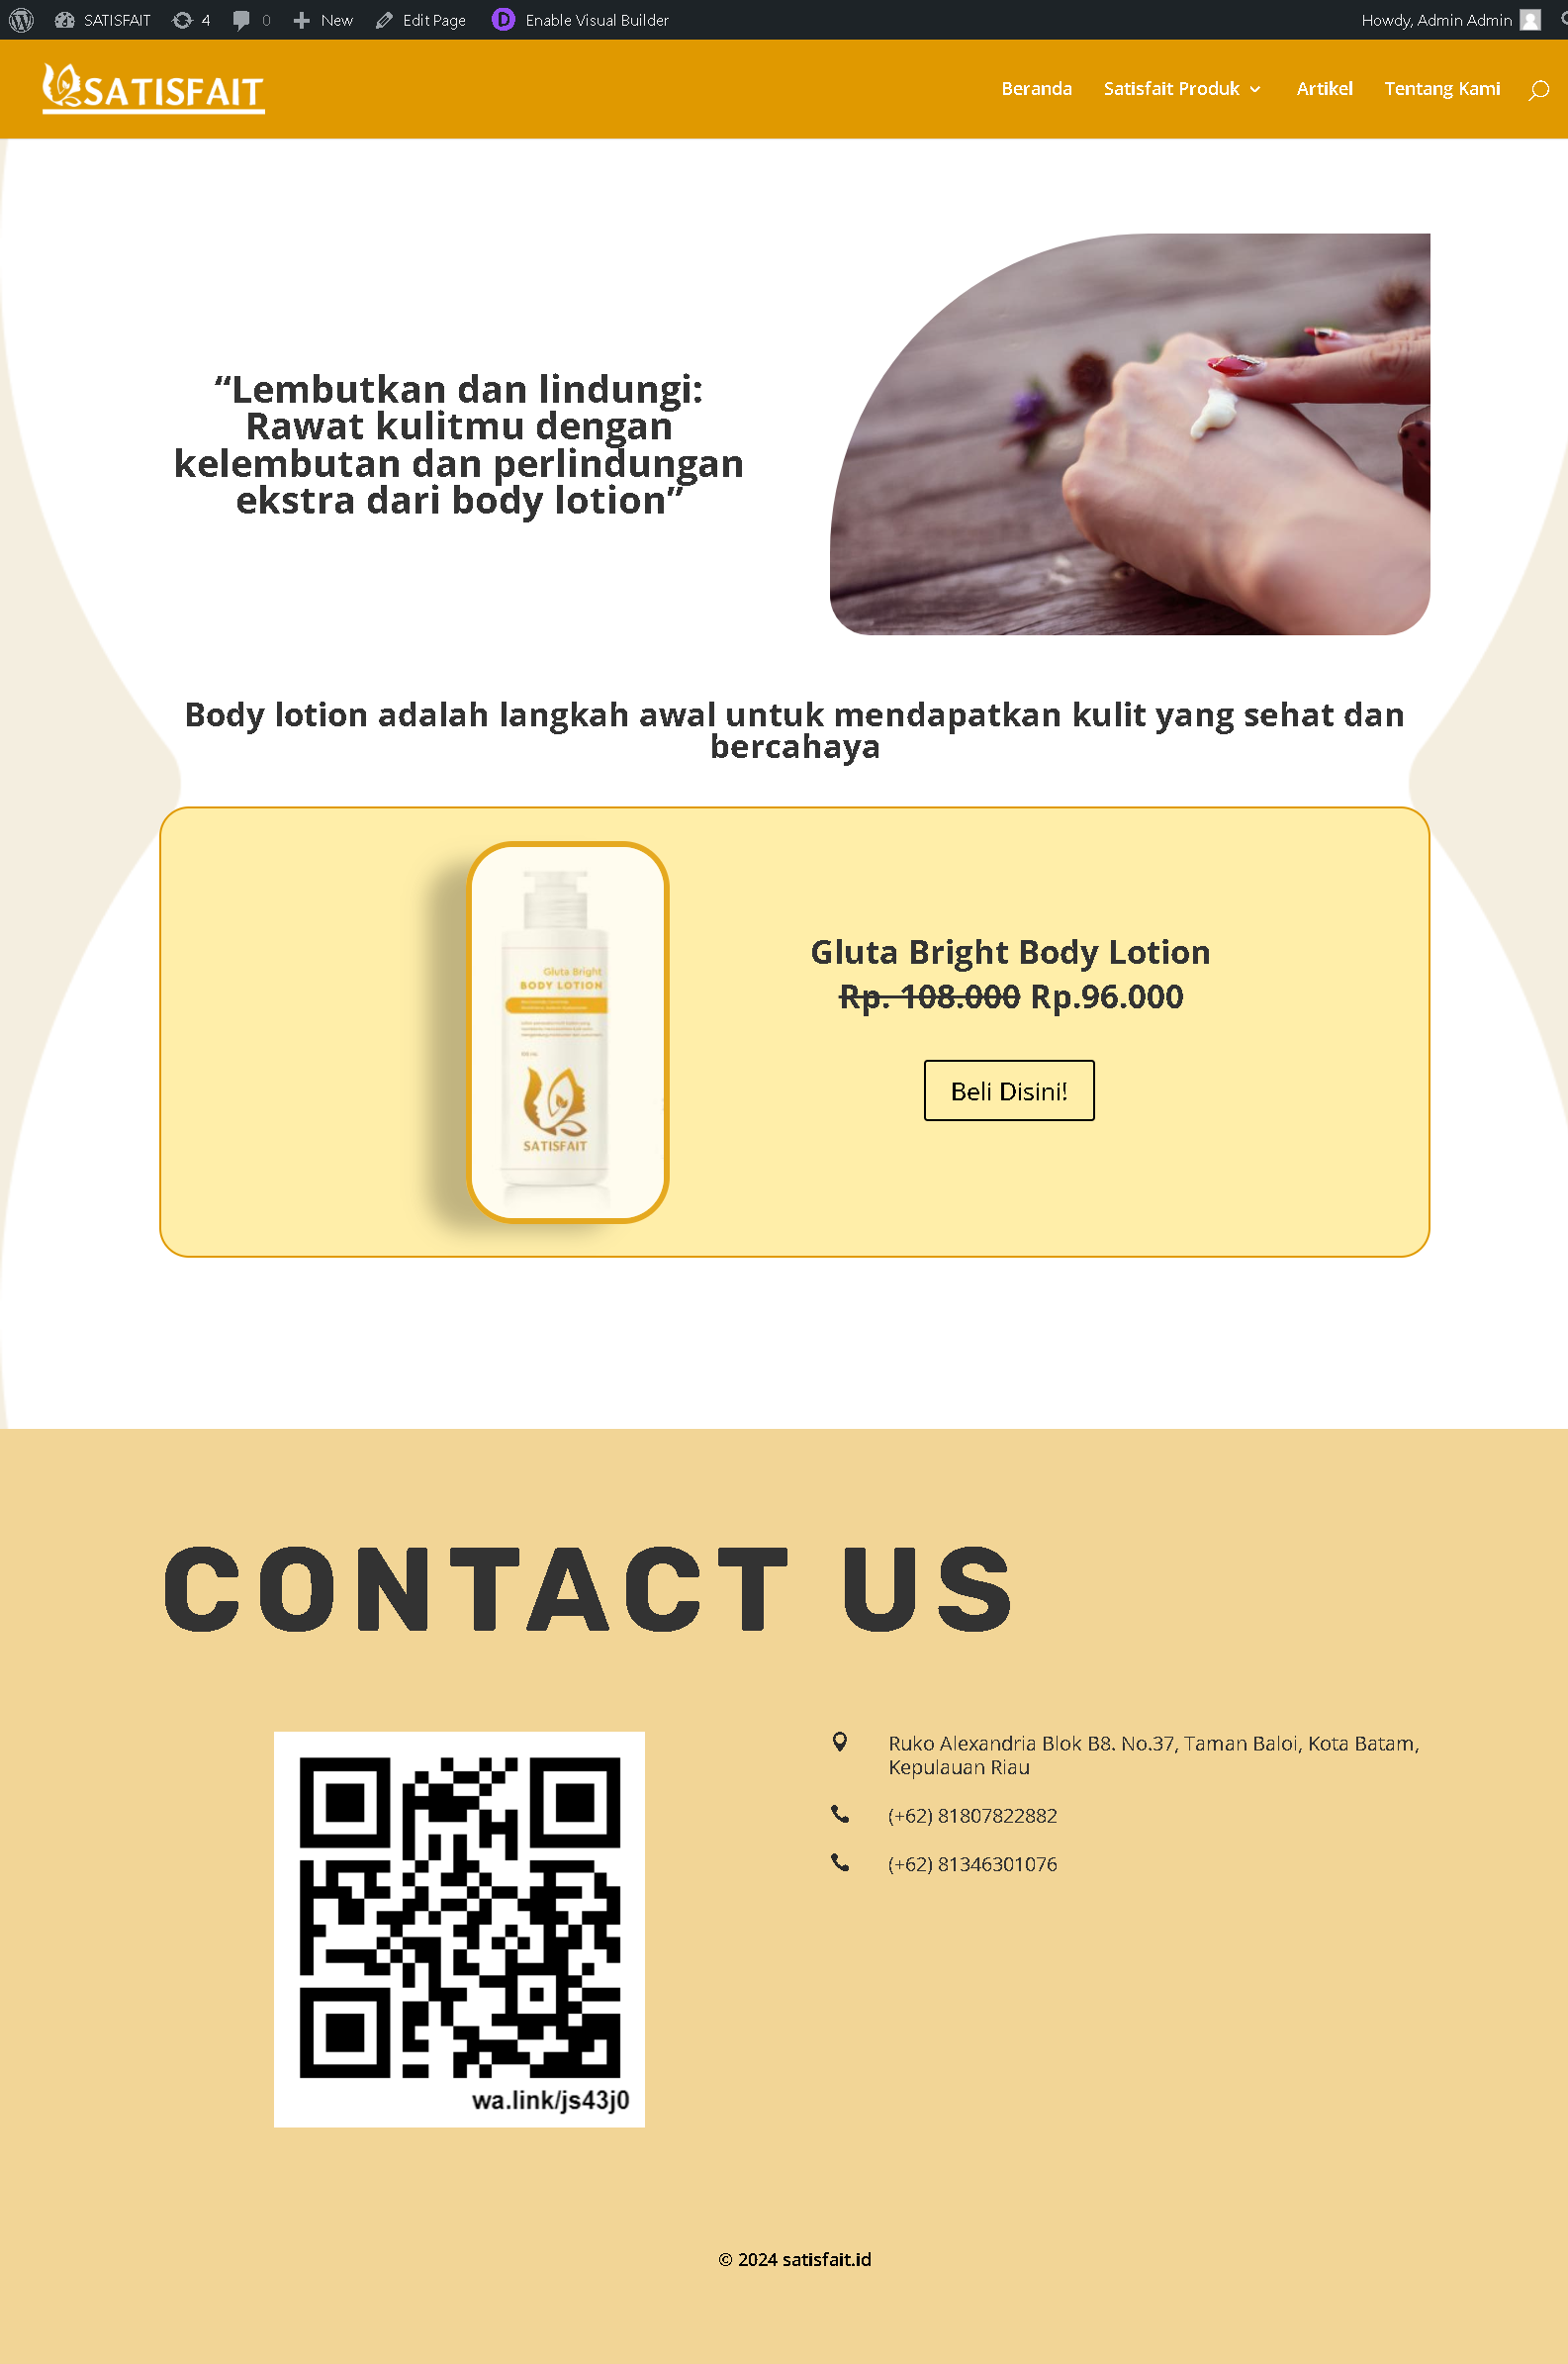 SATISFAIT 4 0 New Edit Page Enable Visual Builder Howdy, Admin Admin
SATISFAIT
Beranda Satisfait Produk Artikel Tentang Kami
“Lembutkan dan lindungi:
Rawat kulitmu dengan
kelembutan dan perlindungan
ekstra dari body lotion”
Body lotion adalah langkah awal untuk mendapatkan kulit yang sehat dan
bercahaya
Gluta Bright
BODY LOTION
SATISFAIT
Gluta Bright Body Lotion
Rp. 108.000 Rp.96.000
Beli Disini!
CONTACT US
wa.link/js43j0
Ruko Alexandria Blok B8. No.37, Taman Baloi, Kota Batam,
Kepulauan Riau
(+62) 81807822882
(+62) 81346301076
© 2024 satisfait.id